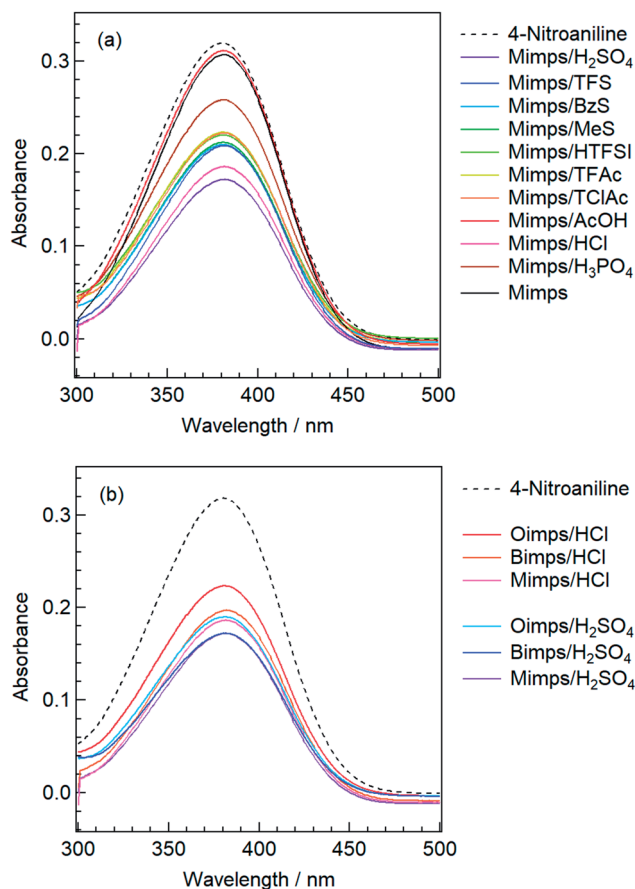 (a)
0.3
0.2
0.1
0.0
Absorbance
300
350
400
450
500
Wavelength / nm
4-Nitroaniline
Mimps/H₂SO₄
Mimps/TFS
Mimps/BzS
Mimps/MeS
Mimps/HTFSI
Mimps/TFAc
Mimps/TClAc
Mimps/AcOH
Mimps/HCl
Mimps/H₃PO₄
Mimps
(b)
0.3
0.2
0.1
0.0
Absorbance
300
350
400
450
500
Wavelength / nm
4-Nitroaniline
Oimps/HCl
Bimps/HCl
Mimps/HCl
Oimps/H₂SO₄
Bimps/H₂SO₄
Mimps/H₂SO₄